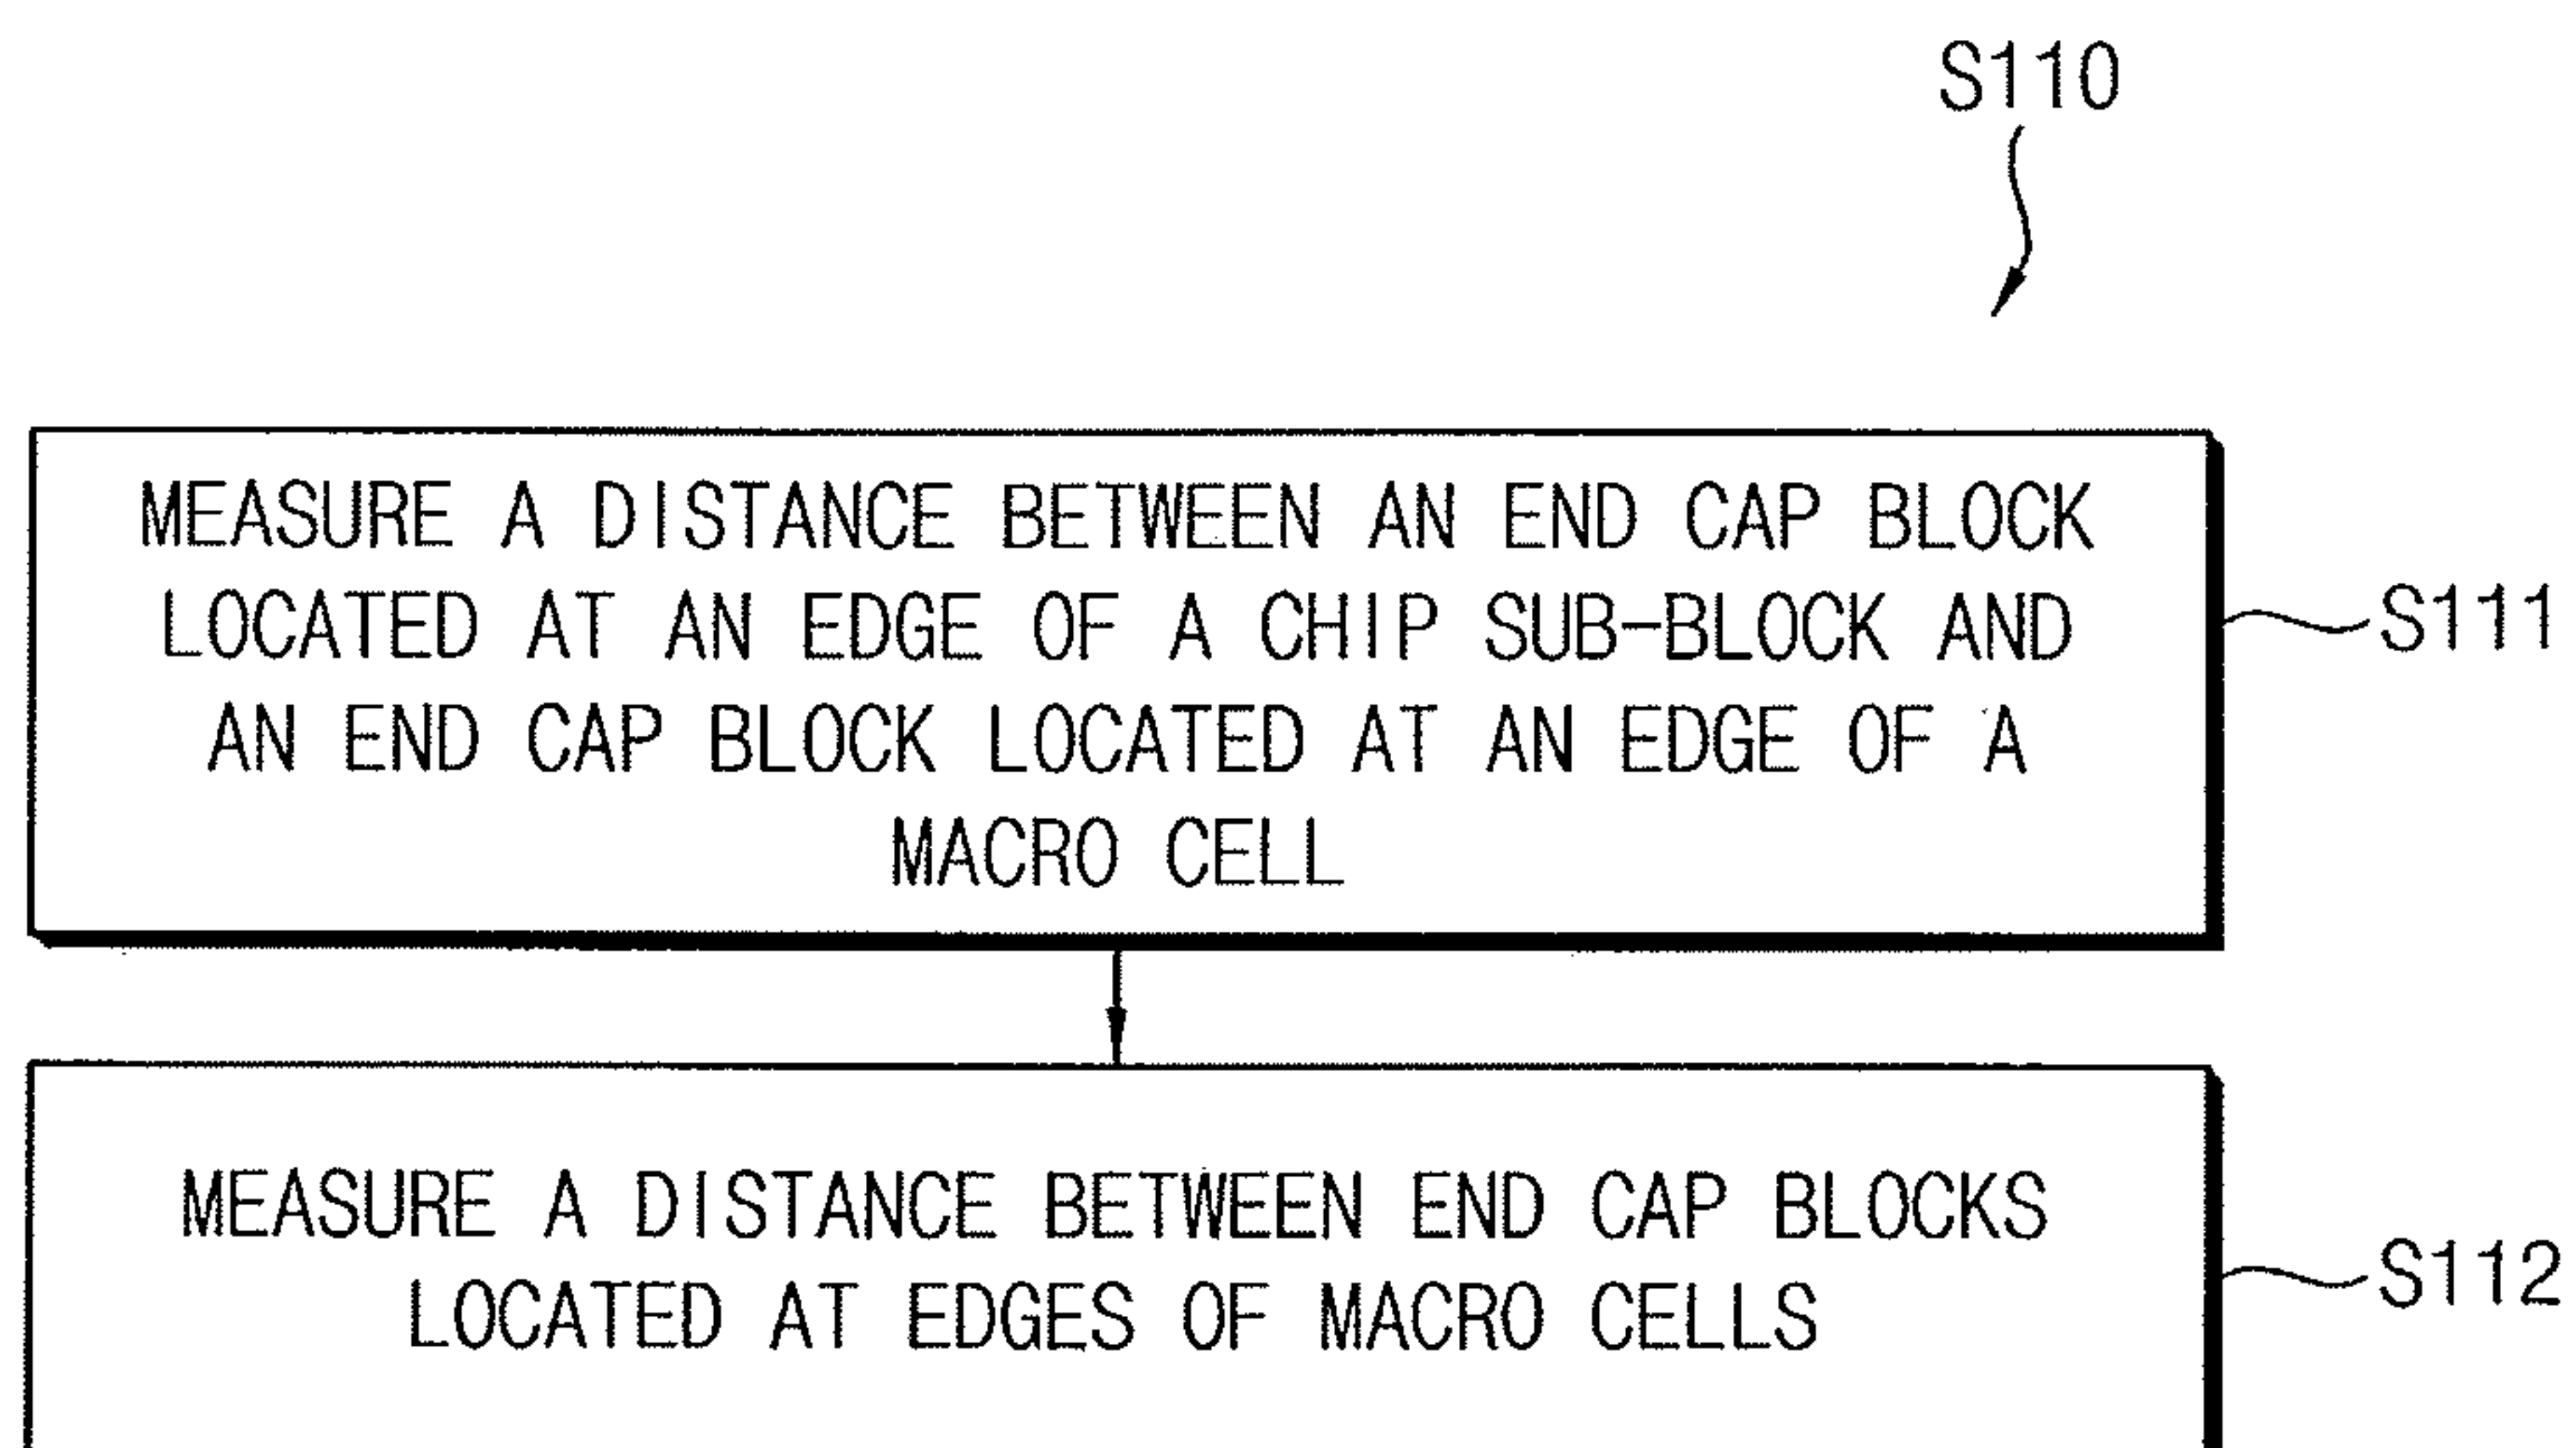 S110
MEASURE A DISTANCE BETWEEN AN END CAP BLOCK
LOCATED AT AN EDGE OF A CHIP SUB-BLOCK AND
AN END CAP BLOCK LOCATED AT AN EDGE OF A
MACRO CELL
S111
MEASURE A DISTANCE BETWEEN END CAP BLOCKS
LOCATED AT EDGES OF MACRO CELLS
S112